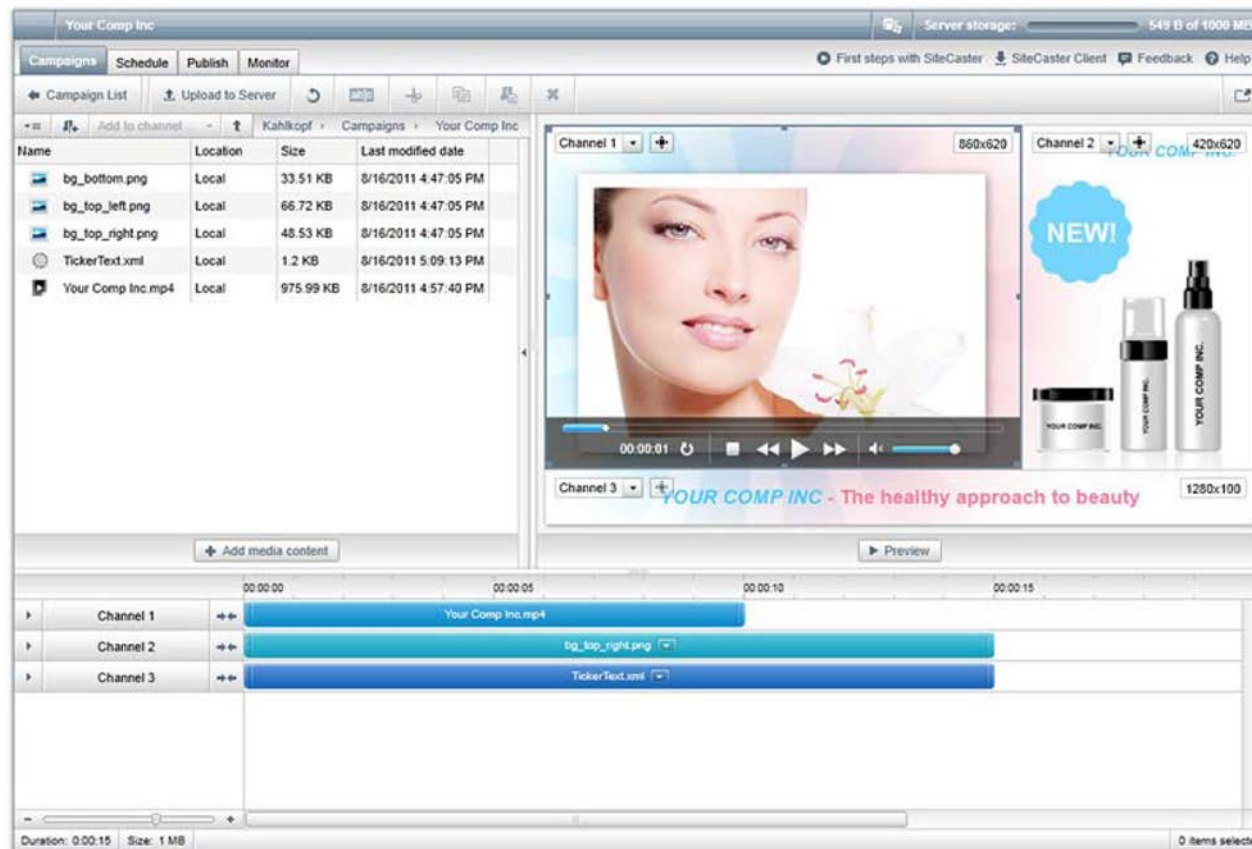 Your Comp Inc
Server storage: 549 B of 1000 MB
Campaigns Schedule Publish Monitor
First steps with SiteCaster SiteCaster Client Feedback Help
Campaign List Upload to Server
Add to channel Kahlkopf Campaigns Your Comp Inc
Name Location Size Last modified date
bg_bottom.png Local 33.51 KB 8/16/2011 4:47:05 PM
bg_top_left.png Local 66.72 KB 8/16/2011 4:47:05 PM
bg_top_right.png Local 48.53 KB 8/16/2011 4:47:05 PM
TickerText.xml Local 1.2 KB 8/16/2011 5:09:13 PM
Your Comp Inc.mp4 Local 975.99 KB 8/16/2011 4:57:40 PM
Channel 1 860x620
Channel 2 420x620
YOUR COMP INC.
NEW!
YOUR COMP INC.
YOUR COMP INC.
YOUR COMP INC.
00:00:01
Channel 3 1280x100
YOUR COMP INC - The healthy approach to beauty
Add media content
Preview
00:00:00 00:00:05 00:00:10 00:00:15
Channel 1 Your Comp Inc.mp4
Channel 2 bg_top_right.png
Channel 3 TickerText.xml
Duration: 0:00:15 Size: 1 MB
0 items selecte